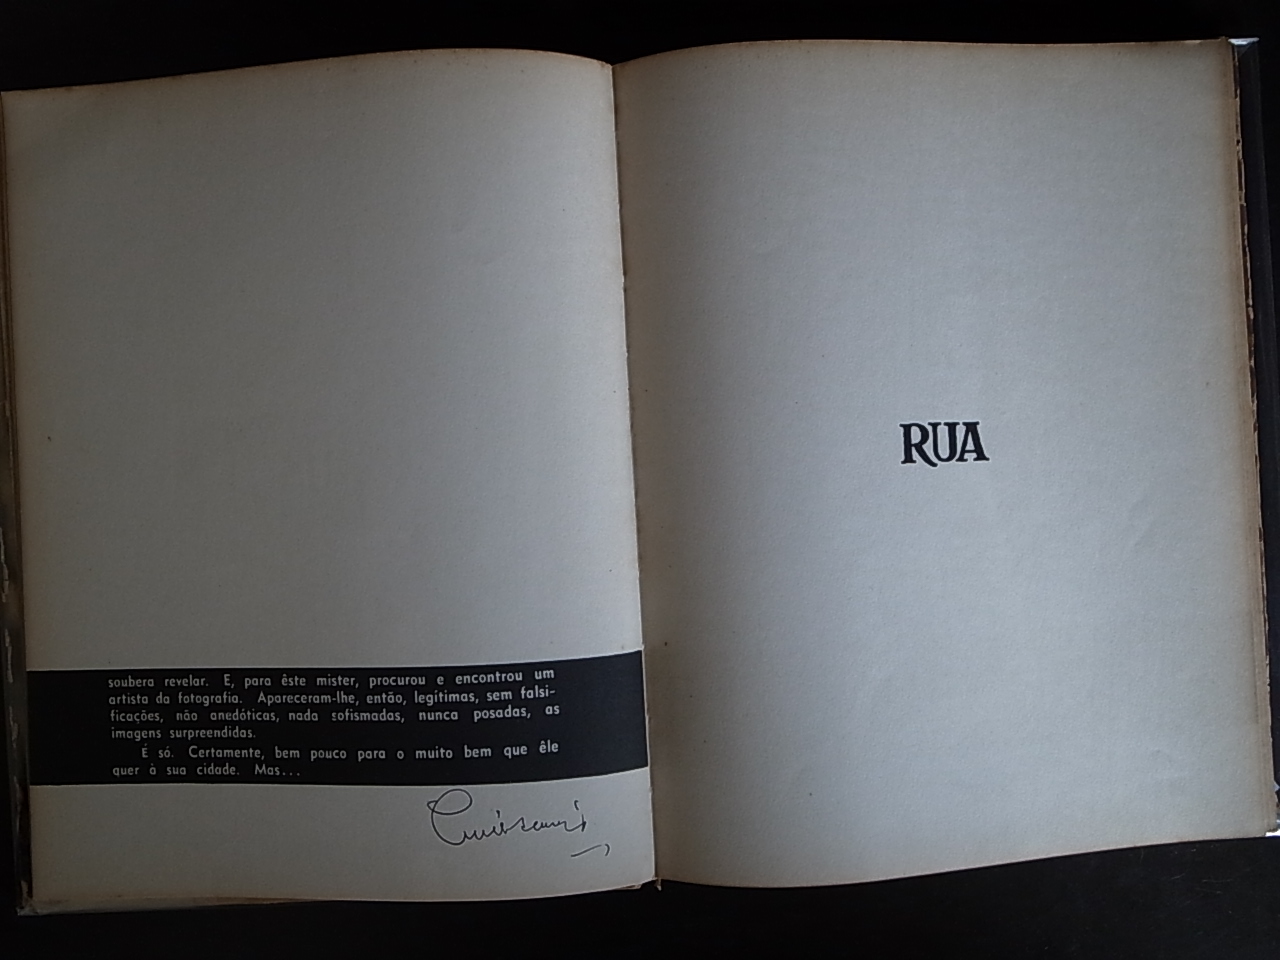 soubera revelar. E, para êste mister, procurou e encontrou um
artista da fotografia. Apareceram-lhe, então, legítimas, sem falsi-
ficações, não anedóticas, nada sofismadas, nunca posadas, as
imagens surpreendidas.
É só. Certamente, bem pouco para o muito bem que êle
quer à sua cidade. Mas...
RUA